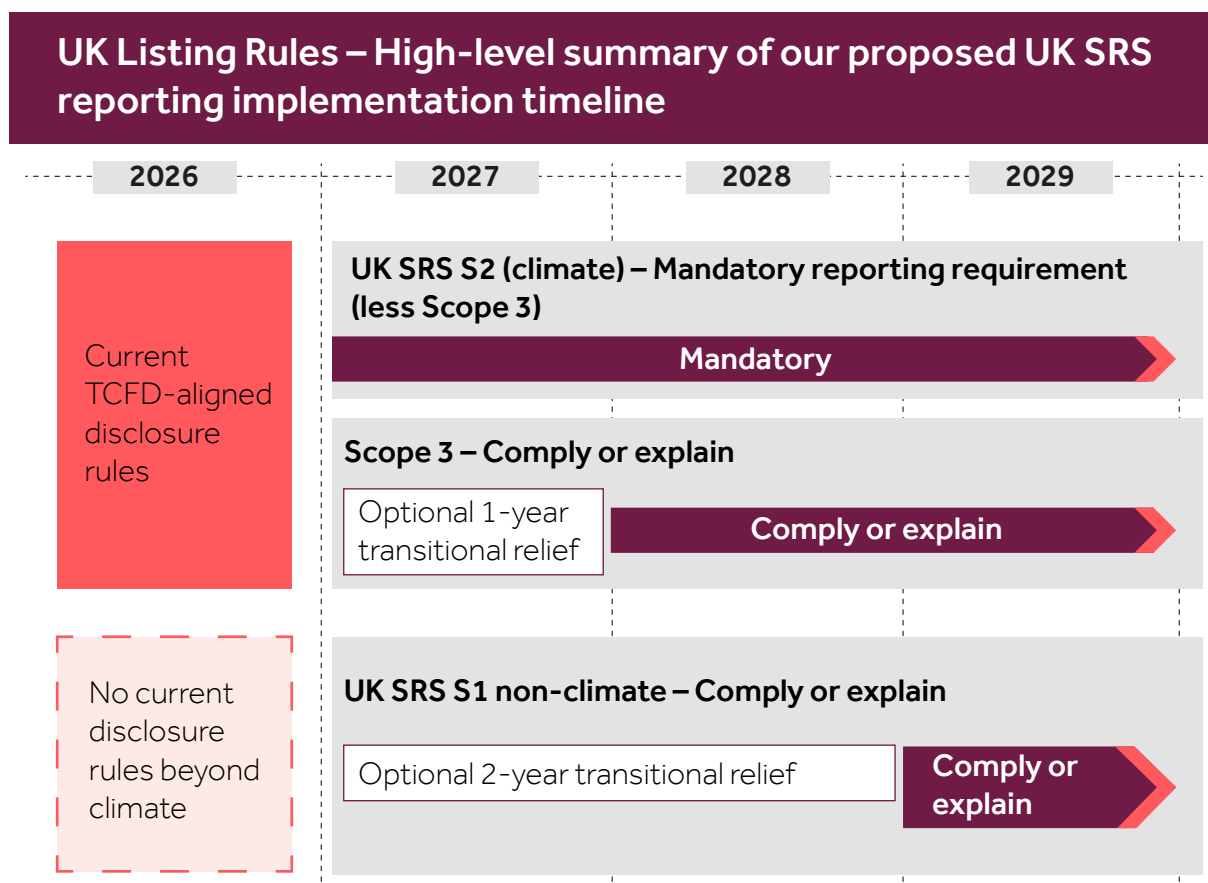 UK Listing Rules – High-level summary of our proposed UK SRS
reporting implementation timeline
2026
2027
2028
2029
Current
TCFD-aligned
disclosure
rules
UK SRS S2 (climate) – Mandatory reporting requirement
(less Scope 3)
Mandatory
Scope 3 – Comply or explain
Optional 1-year
transitional relief
Comply or explain
No current
disclosure
rules beyond
climate
UK SRS S1 non-climate – Comply or explain
Optional 2-year transitional relief
Comply or
explain